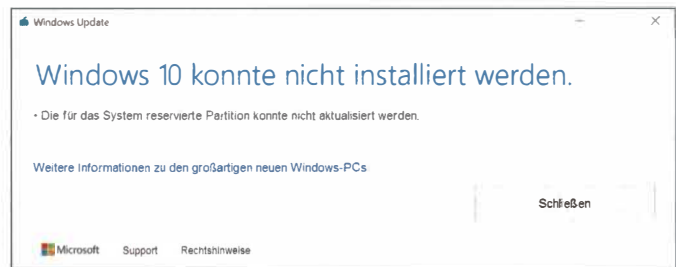 Windows Update
Windows 10 konnte nicht installiert werden.
• Die für das System reservierte Partition konnte nicht aktualisiert werden.
Weitere Informationen zu den großartigen neuen Windows-PCs
Schließen
Microsoft Support Rechtshinweise